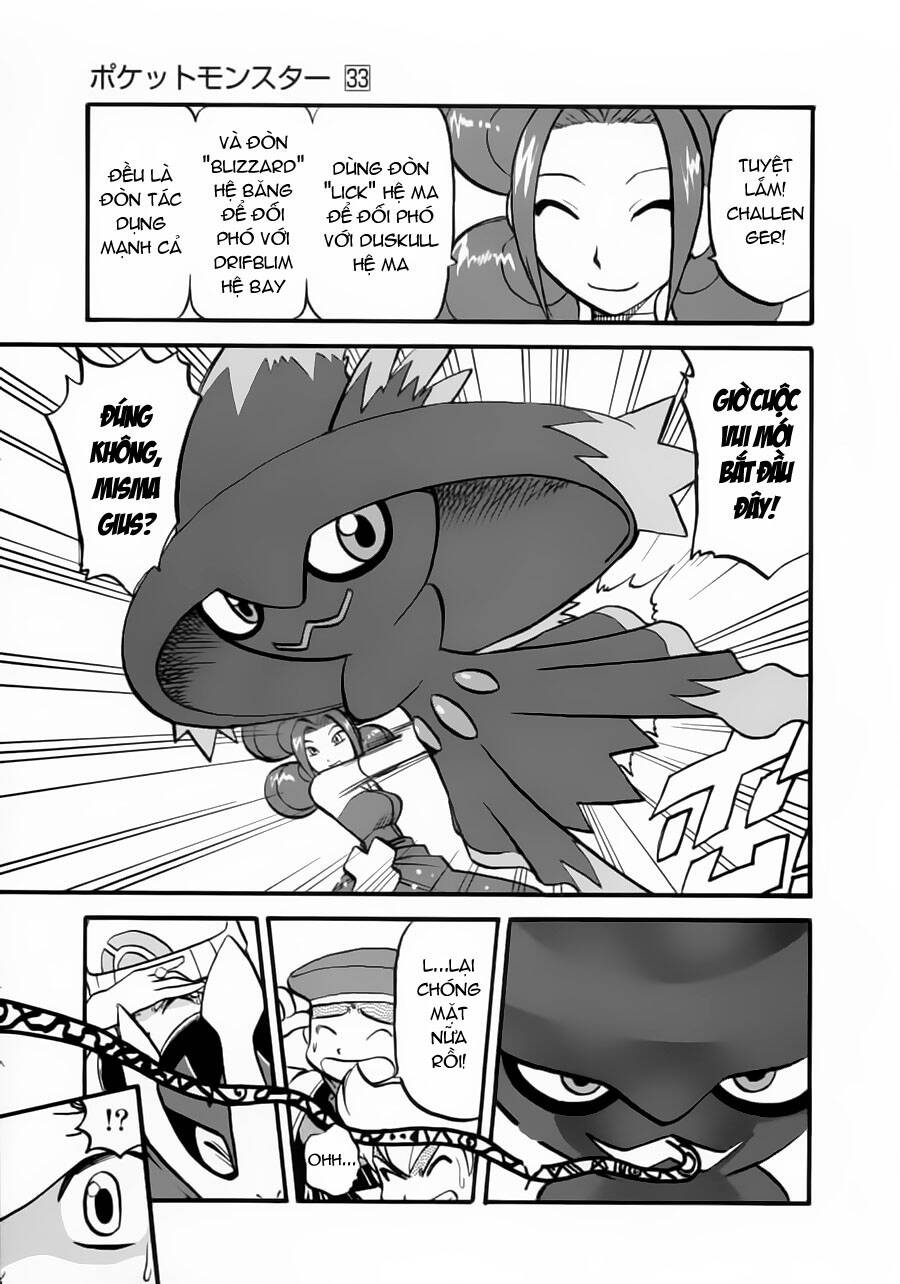 ポケットモンスター 33
TUYỆT
LẮM!
CHALLEN
GER!
DÙNG ĐÒN
"LICK" HỆ MA
ĐỂ ĐỐI PHÓ
VỚI DUSKULL
HỆ MA
VÀ ĐÒN
"BLIZZARD"
HỆ BĂNG
ĐỂ ĐỐI
PHÓ VỚI
DRIFBLIM
HỆ BAY
ĐỀU LÀ
ĐÒN TÁC
DỤNG
MẠNH CẢ
GIỜ CUỘC
VUI MỚI
BẮT ĐẦU
ĐÂY!
ĐÚNG
KHÔNG,
MISMA
GIUS?
L...LẠI
CHÓNG
MẶT
NỮA
RỒI!
OHH...
!?